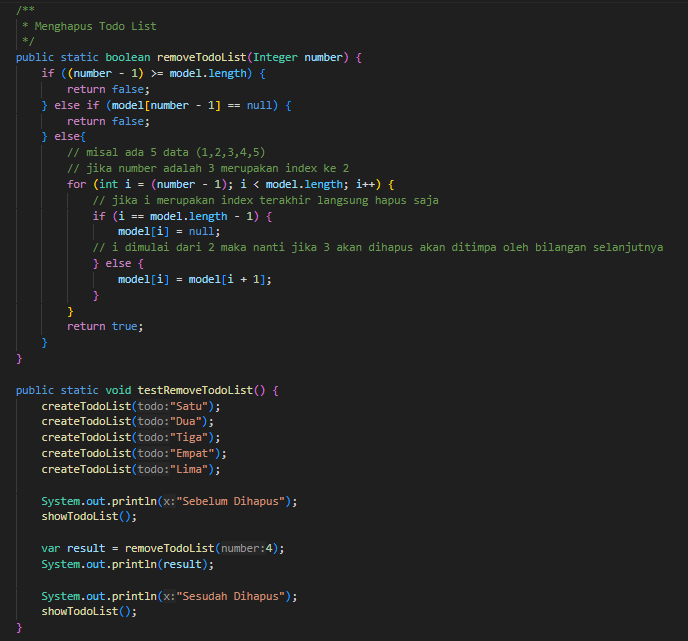 /**
 * Menghapus Todo List
 */
public static boolean removeTodoList(Integer number) {
    if ((number - 1) >= model.length) {
        return false;
    } else if (model[number - 1] == null) {
        return false;
    } else{
        // misal ada 5 data (1,2,3,4,5)
        // jika number adalah 3 merupakan index ke 2
        for (int i = (number - 1); i < model.length; i++) {
            // jika i merupakan index terakhir langsung hapus saja
            if (i == model.length - 1) {
                model[i] = null;
            // i dimulai dari 2 maka nanti jika 3 akan dihapus akan ditimpa oleh bilangan selanjutnya
            } else {
                model[i] = model[i + 1];
            }
        }
        return true;
    }
}

public static void testRemoveTodoList() {
    createTodoList(todo:"Satu");
    createTodoList(todo:"Dua");
    createTodoList(todo:"Tiga");
    createTodoList(todo:"Empat");
    createTodoList(todo:"Lima");

    System.out.println(x:"Sebelum Dihapus");
    showTodoList();

    var result = removeTodoList(number:4);
    System.out.println(result);

    System.out.println(x:"Sesudah Dihapus");
    showTodoList();
}